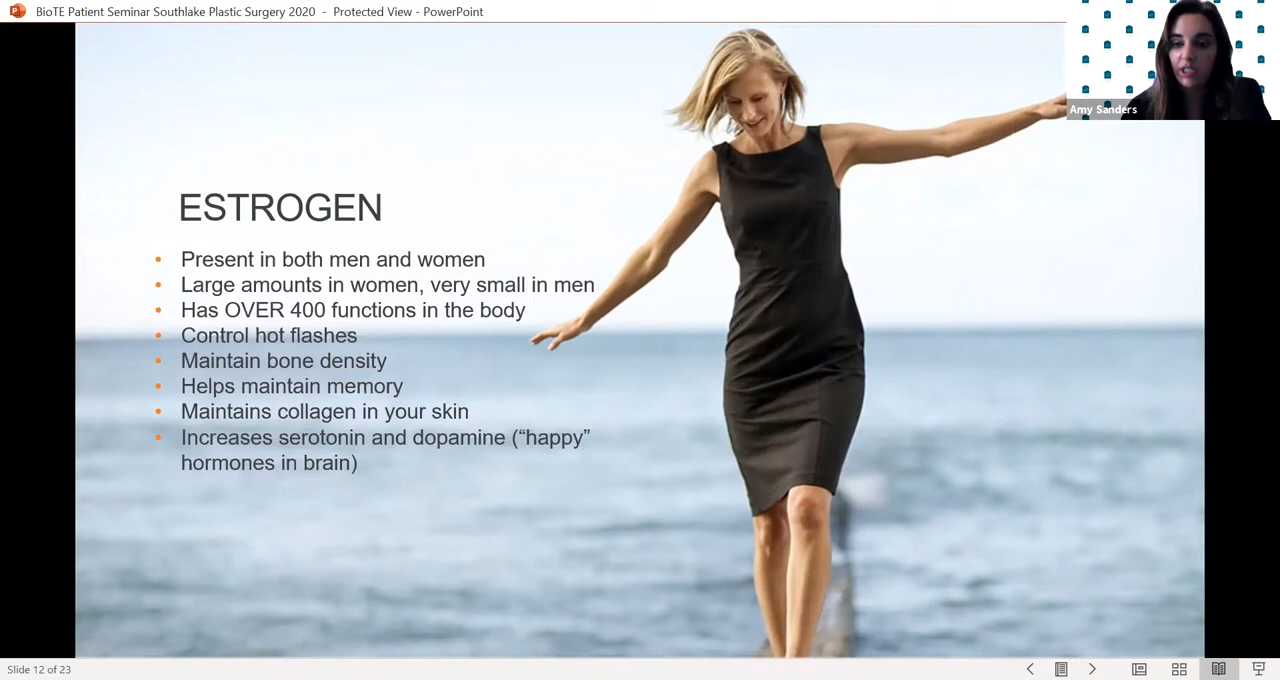 BioTE Patient Seminar Southlake Plastic Surgery 2020 - Protected View - PowerPoint
Amy Sanders
ESTROGEN
• Present in both men and women
• Large amounts in women, very small in men
• Has OVER 400 functions in the body
• Control hot flashes
• Maintain bone density
• Helps maintain memory
• Maintains collagen in your skin
• Increases serotonin and dopamine (“happy”
hormones in brain)
Slide 12 of 23